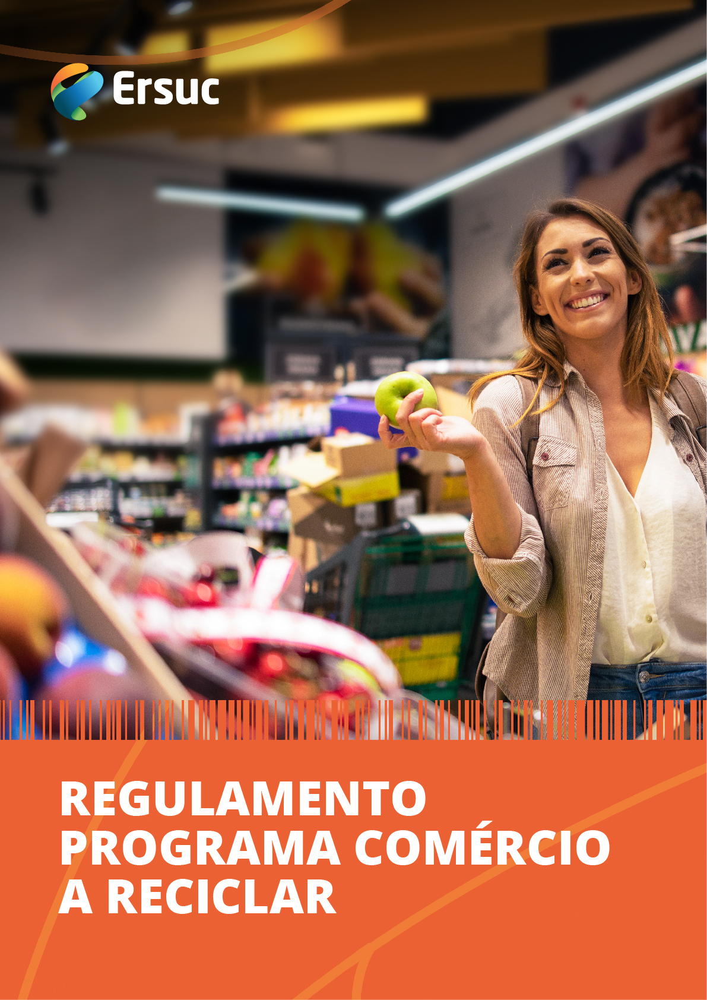 Ersuc
REGULAMENTO
PROGRAMA COMÉRCIO
A RECICLAR